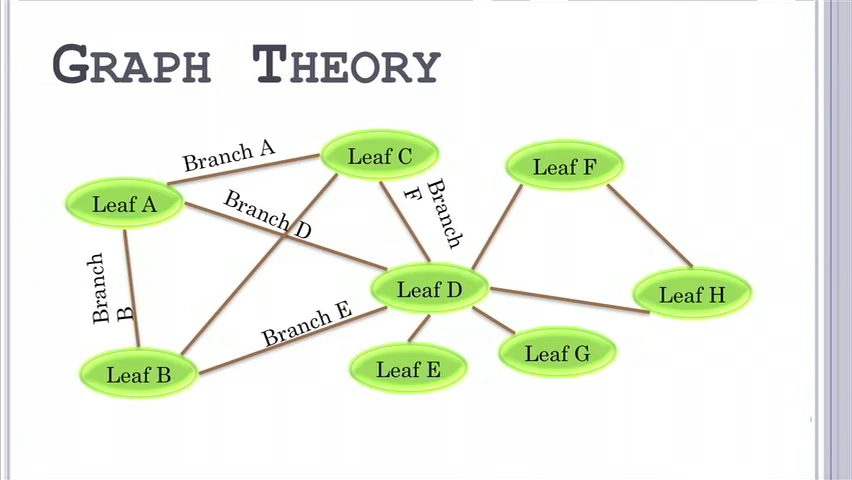 GRAPH THEORY
Branch A
Leaf C
Leaf F
Leaf A
Branch D
Branch
F
Branch
B
Leaf D
Leaf H
Branch E
Leaf B
Leaf E
Leaf G